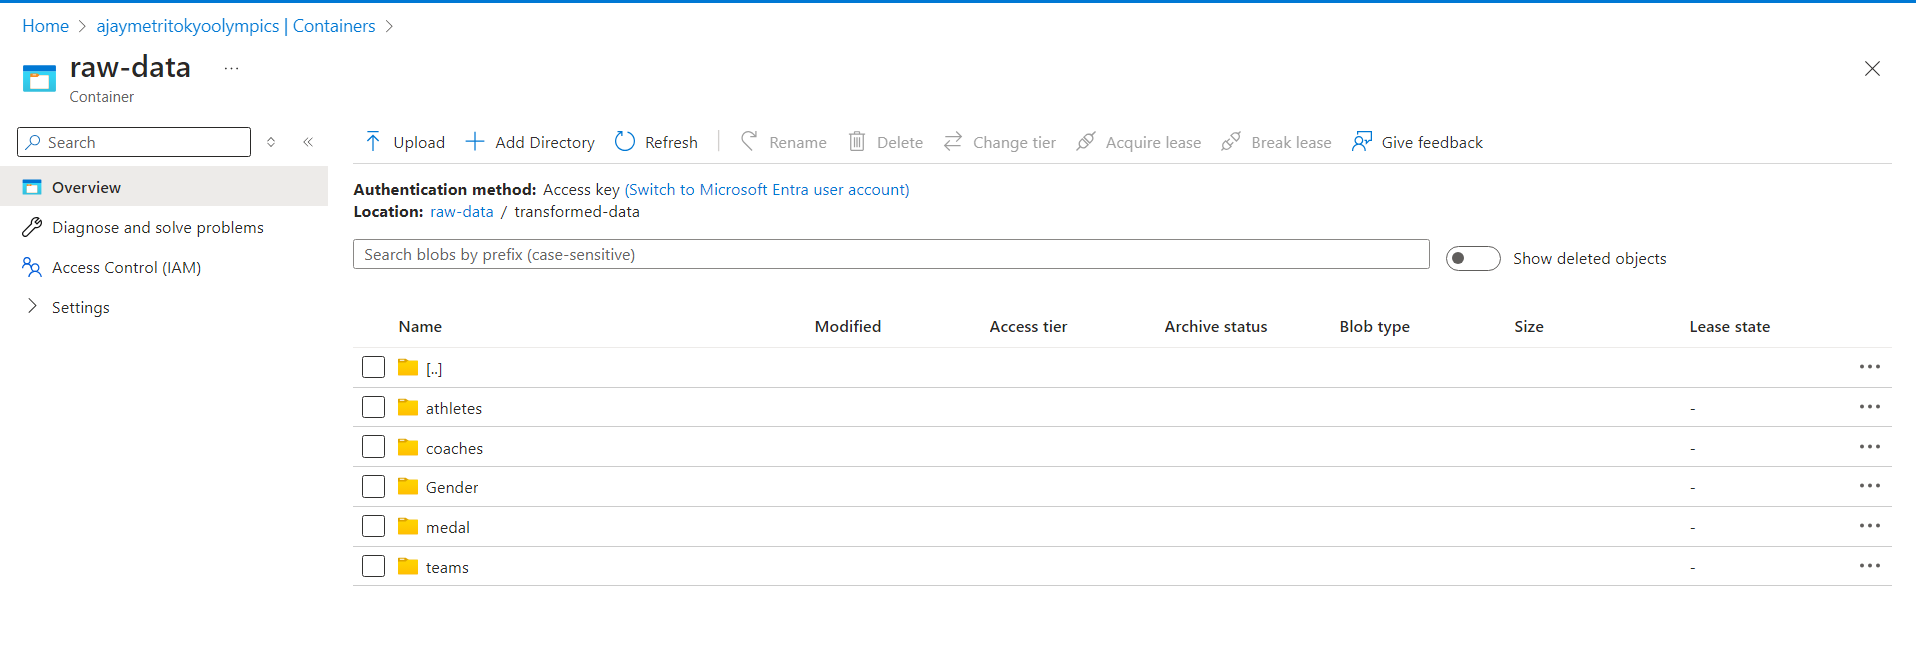 Home > ajaymetritokyoolympics | Containers >
raw-data ...
Container
Search
«
Upload Add Directory Refresh Rename Delete Change tier Acquire lease Break lease Give feedback
Overview
Diagnose and solve problems
Access Control (IAM)
Settings
Authentication method: Access key (Switch to Microsoft Entra user account)
Location: raw-data / transformed-data
Search blobs by prefix (case-sensitive)
Show deleted objects
Name Modified Access tier Archive status Blob type Size Lease state
[..] •••
athletes - •••
coaches - •••
Gender - •••
medal - •••
teams - •••